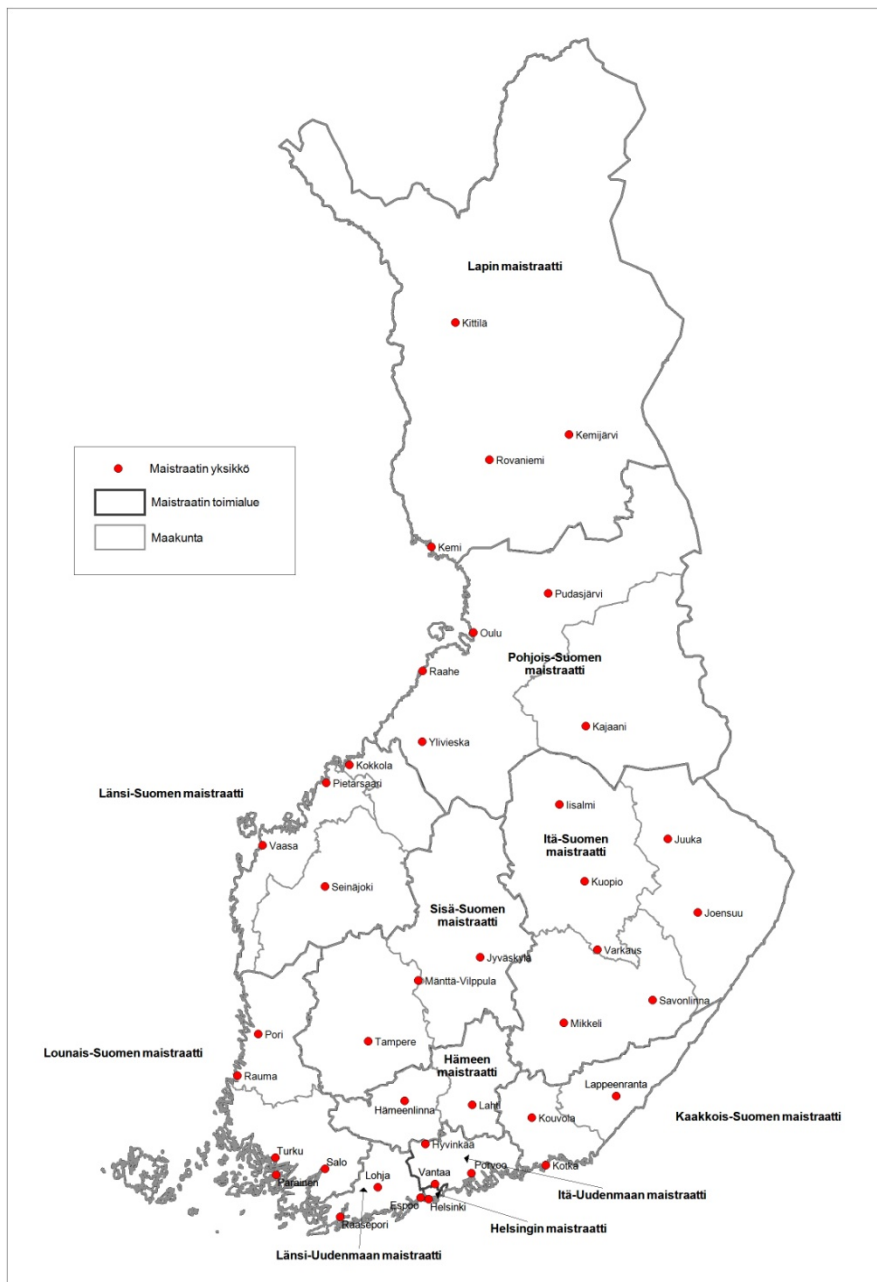 Lapin maistraatti
Kittilä
Kemijärvi
Rovaniemi
Maistraatin yksikkö
Maistraatin toimialue
Maakunta
Kemi
Pudasjärvi
Oulu
Pohjois-Suomen
maistraatti
Raahe
Kajaani
Ylivieska
Kokkola
Pietarsaari
Länsi-Suomen maistraatti
Iisalmi
Itä-Suomen
maistraatti
Juuka
Vaasa
Kuopio
Seinäjoki
Sisä-Suomen
maistraatti
Joensuu
Varkaus
Jyväskylä
Mänttä-Vilppula
Savonlinna
Mikkeli
Pori
Tampere
Lounais-Suomen maistraatti
Hämeen
maistraatti
Rauma
Lappeenranta
Hämeenlinna
Lahti
Kouvola
Kaakkois-Suomen maistraatti
Hyvinkää
Turku
Salo
Parainen
Lohja
Vantaa
Porvoo
Kotka
Itä-Uudenmaan maistraatti
Espoo
Helsinki
Raasepori
Helsingin maistraatti
Länsi-Uudenmaan maistraatti